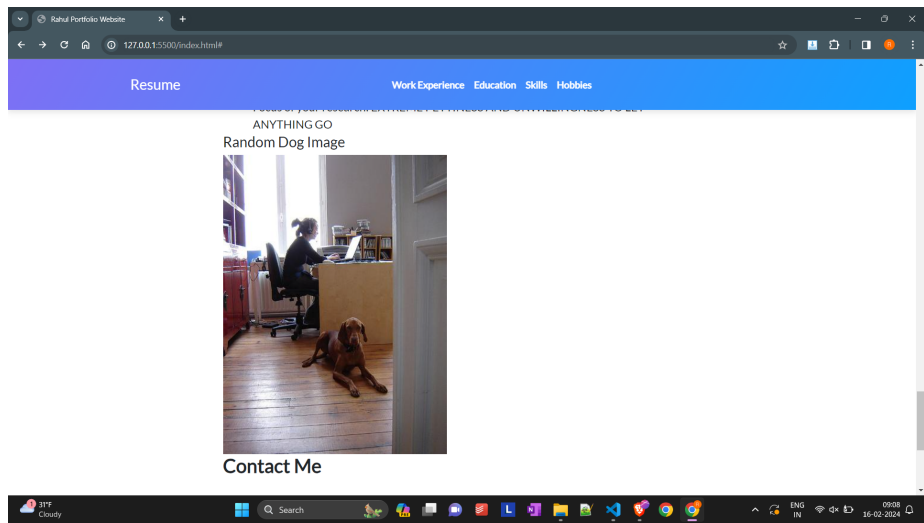 Rahul Portfolio Website
127.0.0.1:5500/index.html#
Resume
Work Experience Education Skills Hobbies
ANYTHING GO
Random Dog Image
Contact Me
31°F
Cloudy
Search
ENG
IN
09:08
16-02-2024